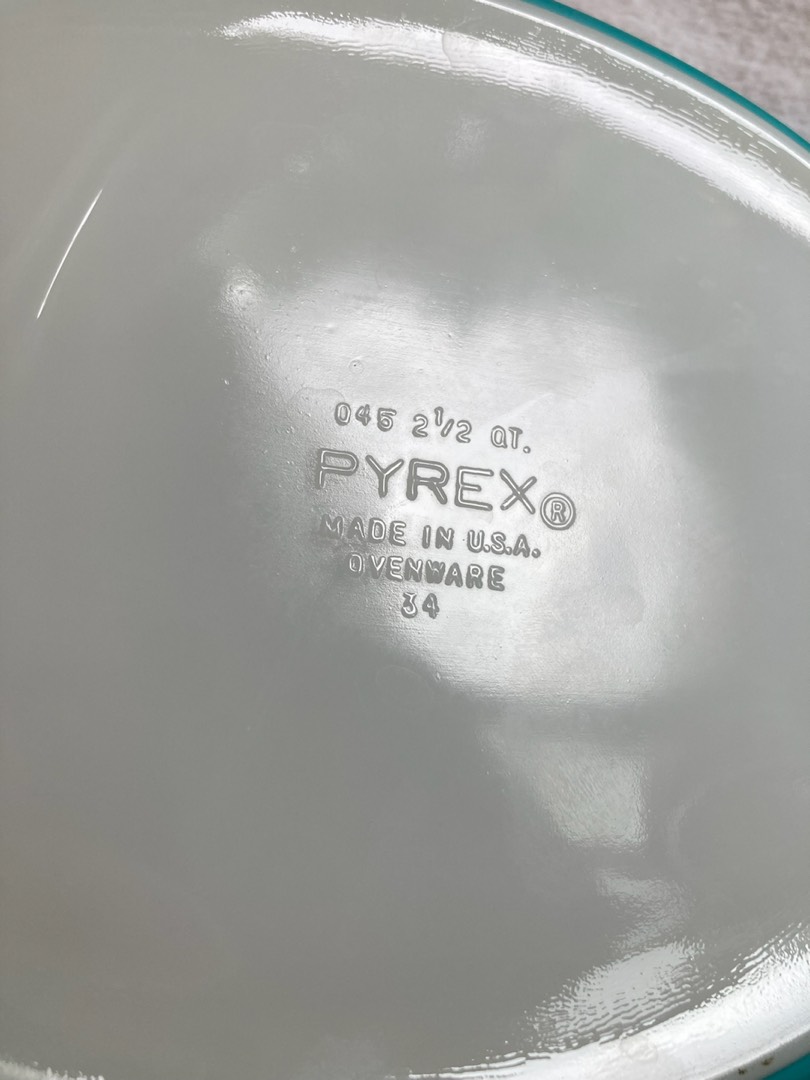 045 2 1/2 QT.
PYREX®
MADE IN U.S.A.
OVENWARE
34